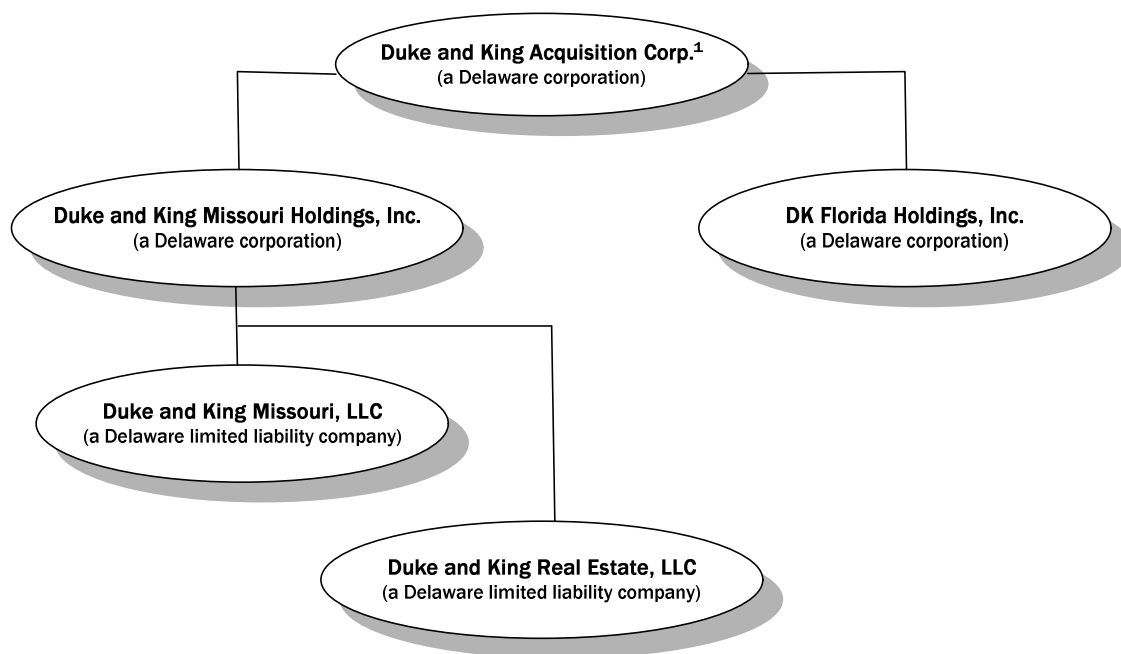 Duke and King Acquisition Corp.¹
(a Delaware corporation)
Duke and King Missouri Holdings, Inc.
(a Delaware corporation)
DK Florida Holdings, Inc.
(a Delaware corporation)
Duke and King Missouri, LLC
(a Delaware limited liability company)
Duke and King Real Estate, LLC
(a Delaware limited liability company)